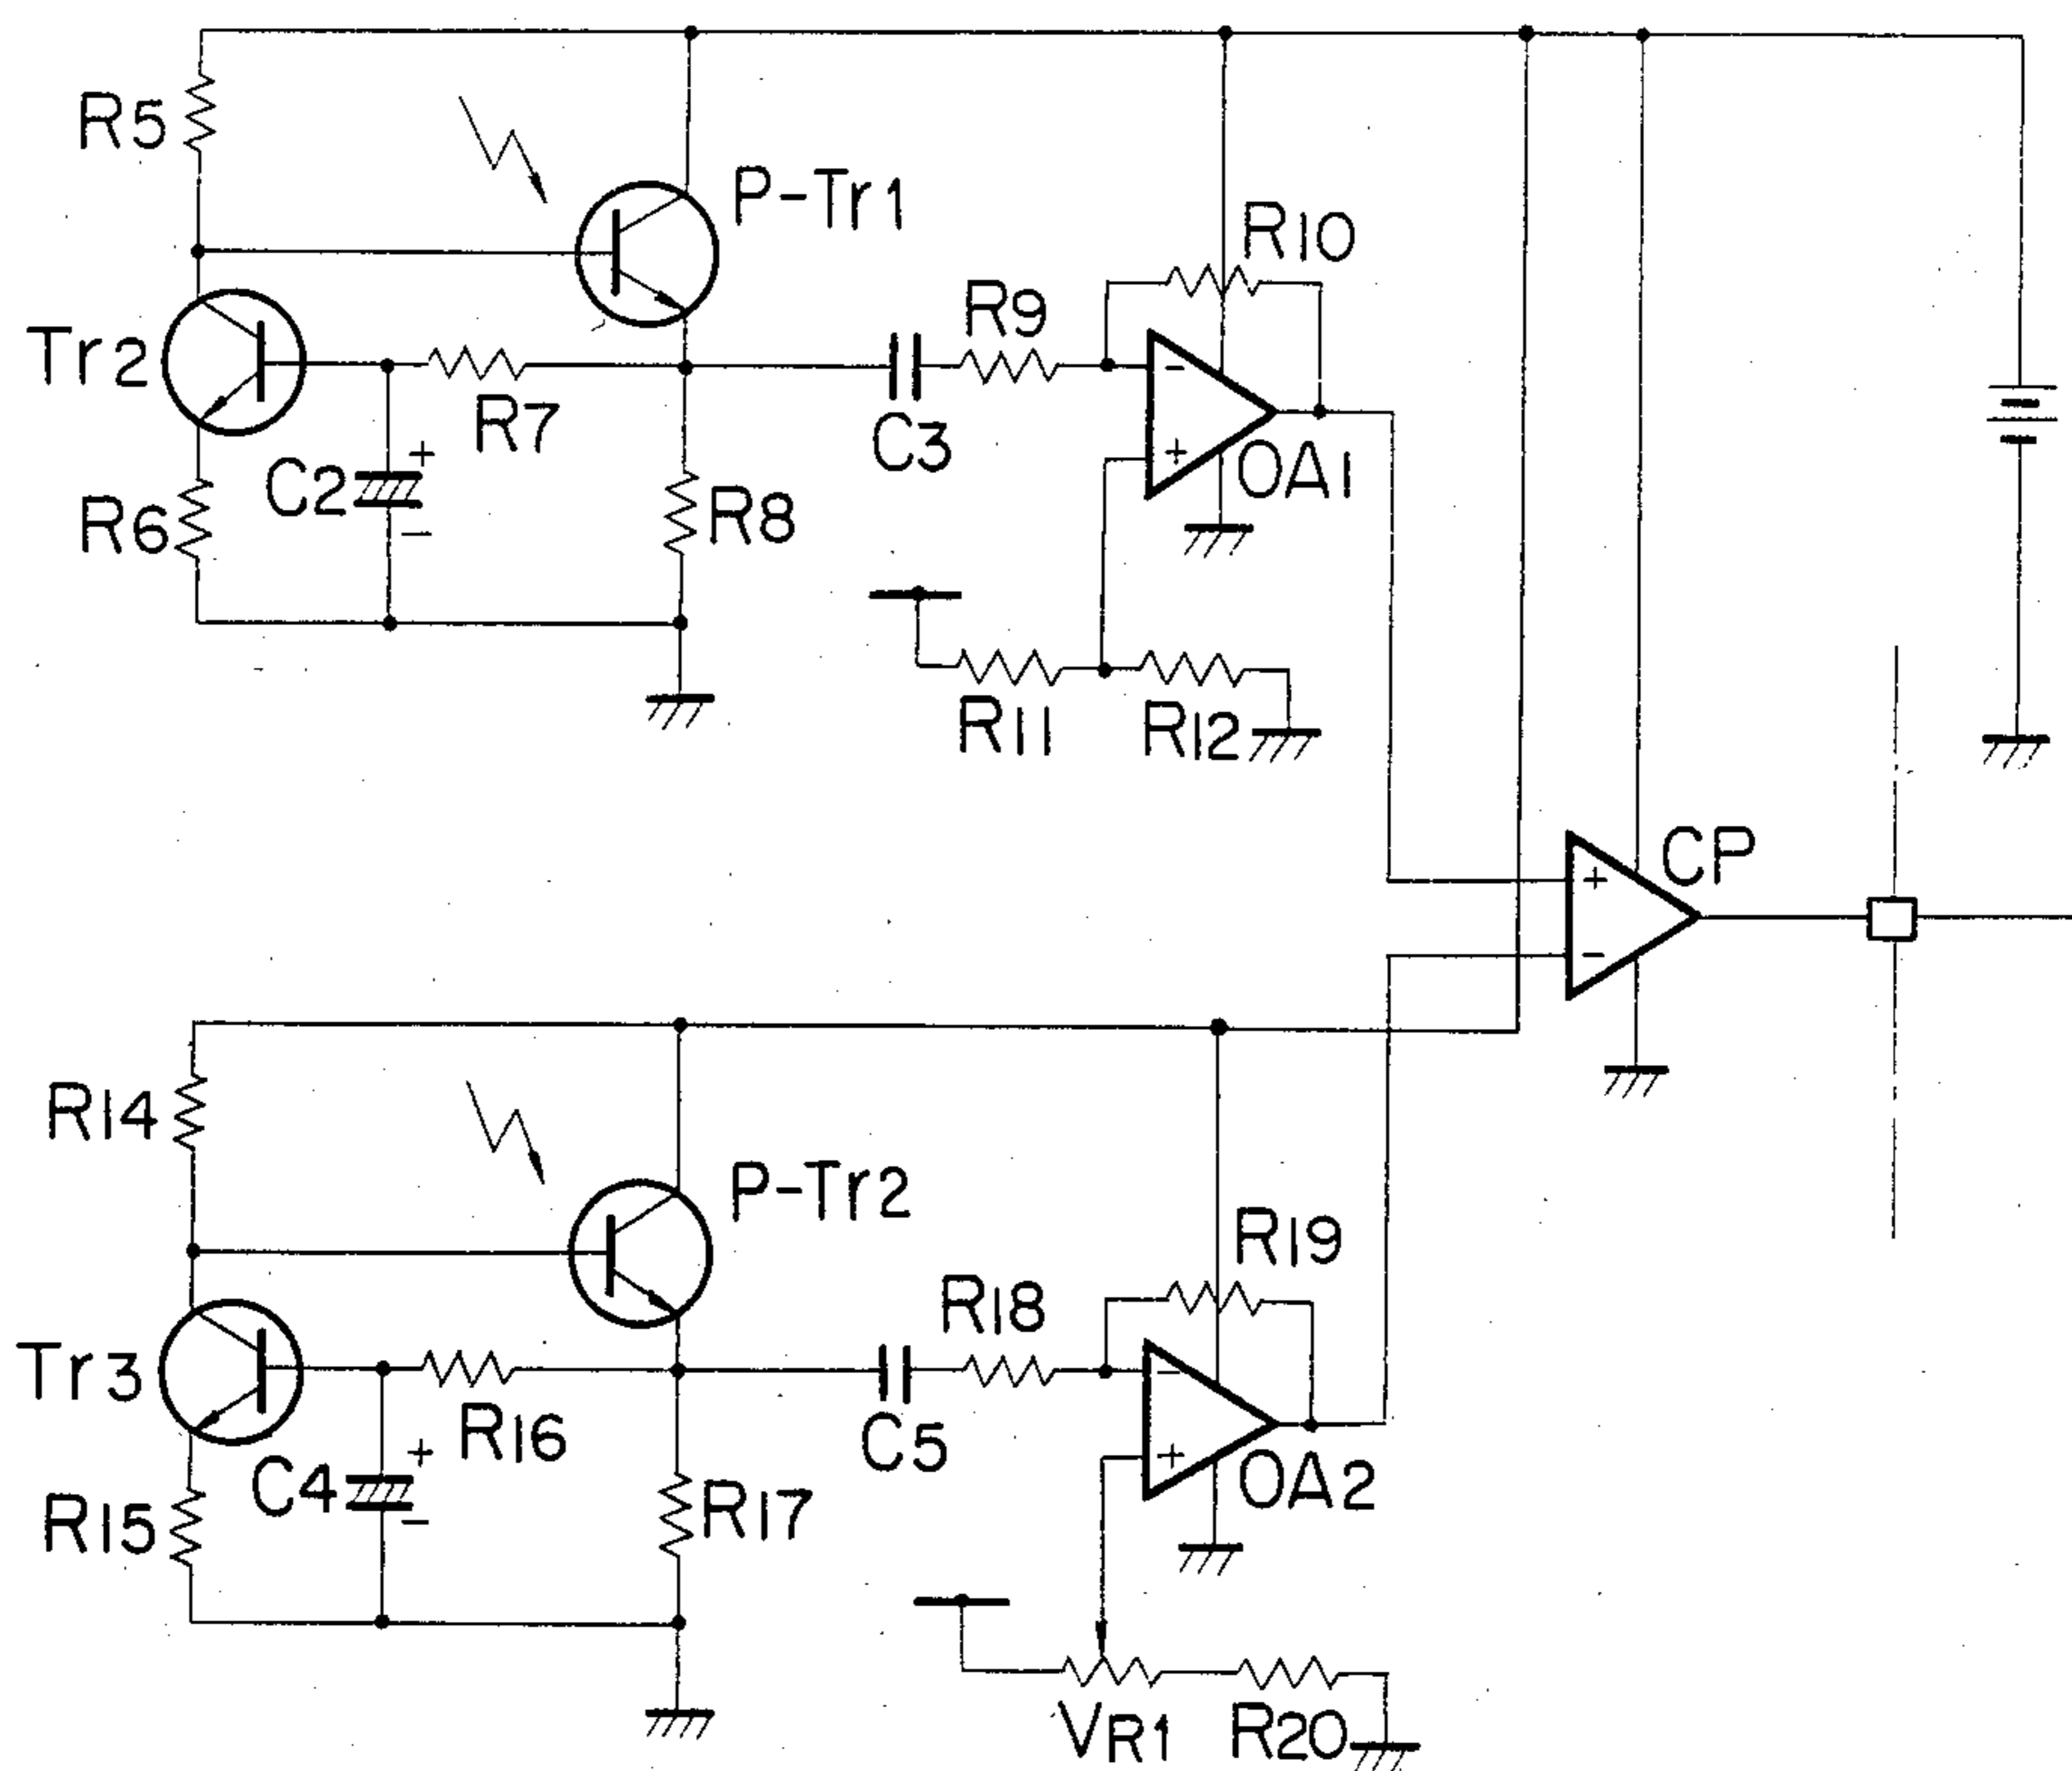 R5
P-Tr1
R10
R9
Tr2
R7
C3
-
+
OA1
C2
+
-
R6
R8
R11
R12
CP
+
-
R14
P-Tr2
R19
R18
Tr3
R16
C5
-
+
OA2
C4
+
-
R15
R17
VR1
R20